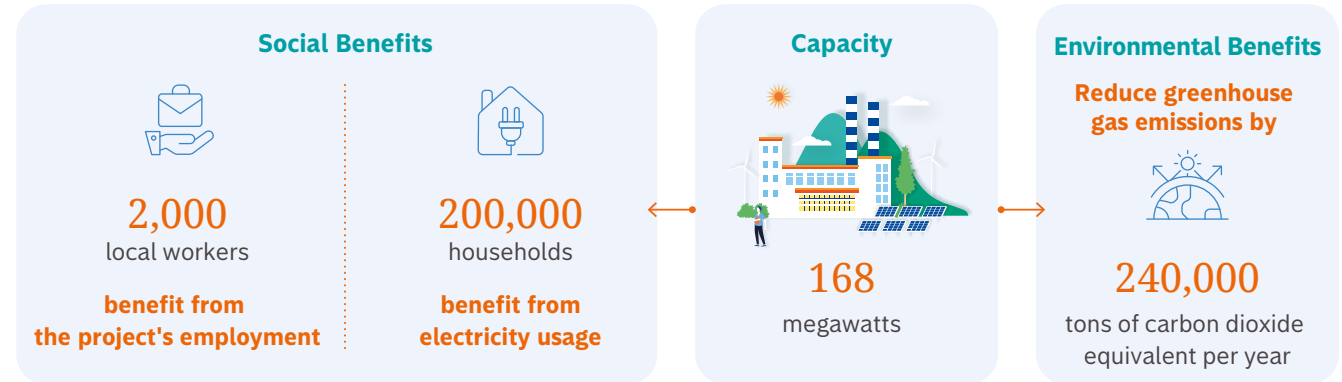 Social Benefits
2,000
local workers
benefit from
the project's employment
200,000
households
benefit from
electricity usage
Capacity
168
megawatts
Environmental Benefits
Reduce greenhouse
gas emissions by
240,000
tons of carbon dioxide
equivalent per year